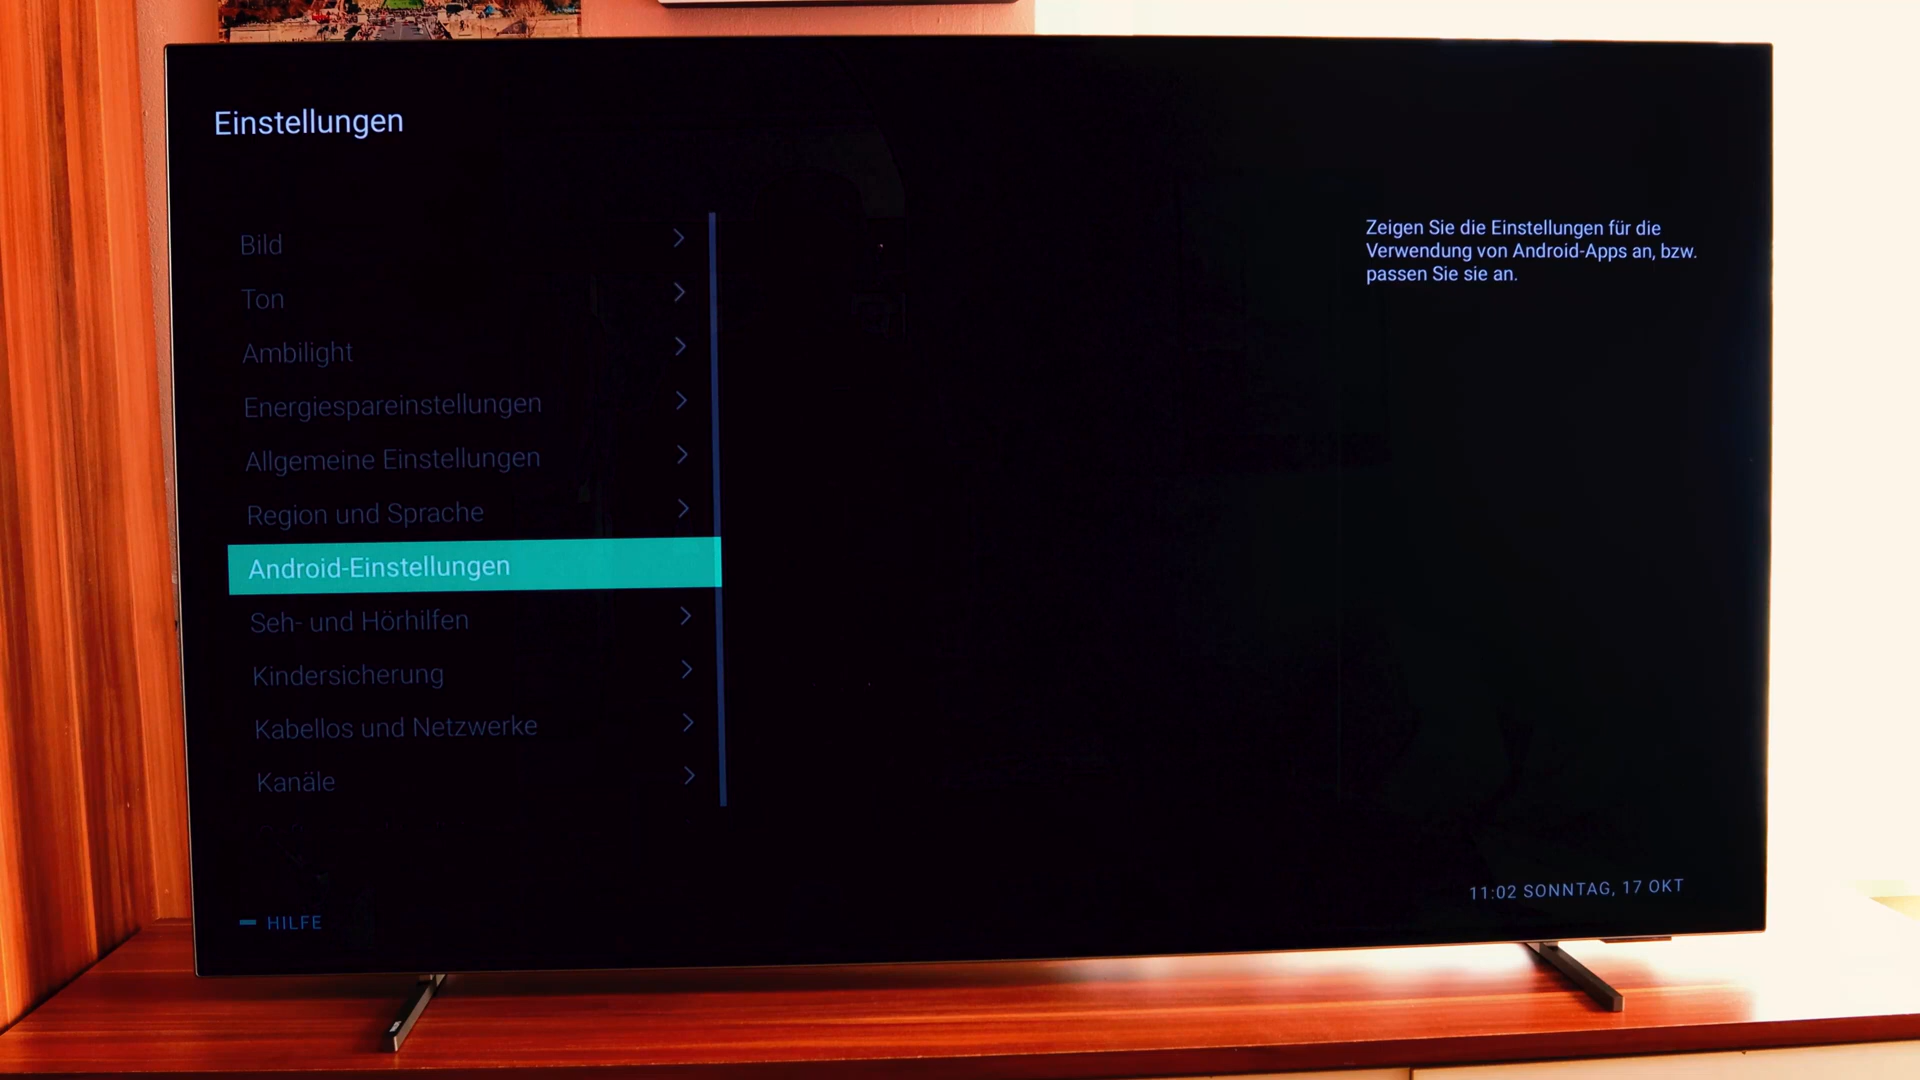 Einstellungen
Bild
Ton
Ambilight
Energiespareinstellungen
Allgemeine Einstellungen
Region und Sprache
Android-Einstellungen
Seh- und Hörhilfen
Kindersicherung
Kabellos und Netzwerke
Kanäle
HILFE
Zeigen Sie die Einstellungen für die
Verwendung von Android-Apps an, bzw.
passen Sie sie an.
11:02 SONNTAG, 17 OKT